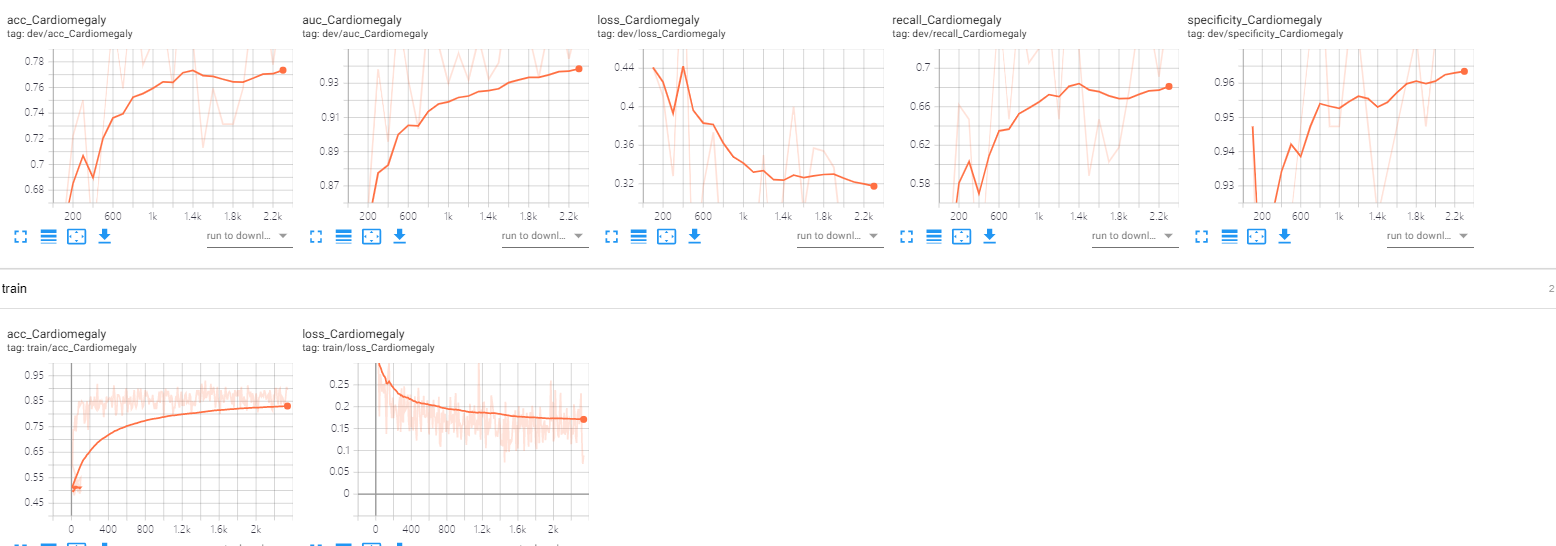 acc_Cardiomegaly
tag: dev/acc_Cardiomegaly
0.78
0.76
0.74
0.72
0.7
0.68
200 600 1k 1.4k 1.8k 2.2k
run to downl...
auc_Cardiomegaly
tag: dev/auc_Cardiomegaly
0.93
0.91
0.89
0.87
200 600 1k 1.4k 1.8k 2.2k
run to downl...
loss_Cardiomegaly
tag: dev/loss_Cardiomegaly
0.44
0.4
0.36
0.32
200 600 1k 1.4k 1.8k 2.2k
run to downl...
recall_Cardiomegaly
tag: dev/recall_Cardiomegaly
0.7
0.66
0.62
0.58
200 600 1k 1.4k 1.8k 2.2k
run to downl...
specificity_Cardiomegaly
tag: dev/specificity_Cardiomegaly
0.96
0.95
0.94
0.93
200 600 1k 1.4k 1.8k 2.2k
run to downl...
train
2
acc_Cardiomegaly
tag: train/acc_Cardiomegaly
0.95
0.85
0.75
0.65
0.55
0.45
0 400 800 1.2k 1.6k 2k
loss_Cardiomegaly
tag: train/loss_Cardiomegaly
0.25
0.2
0.15
0.1
0.05
0
0 400 800 1.2k 1.6k 2k